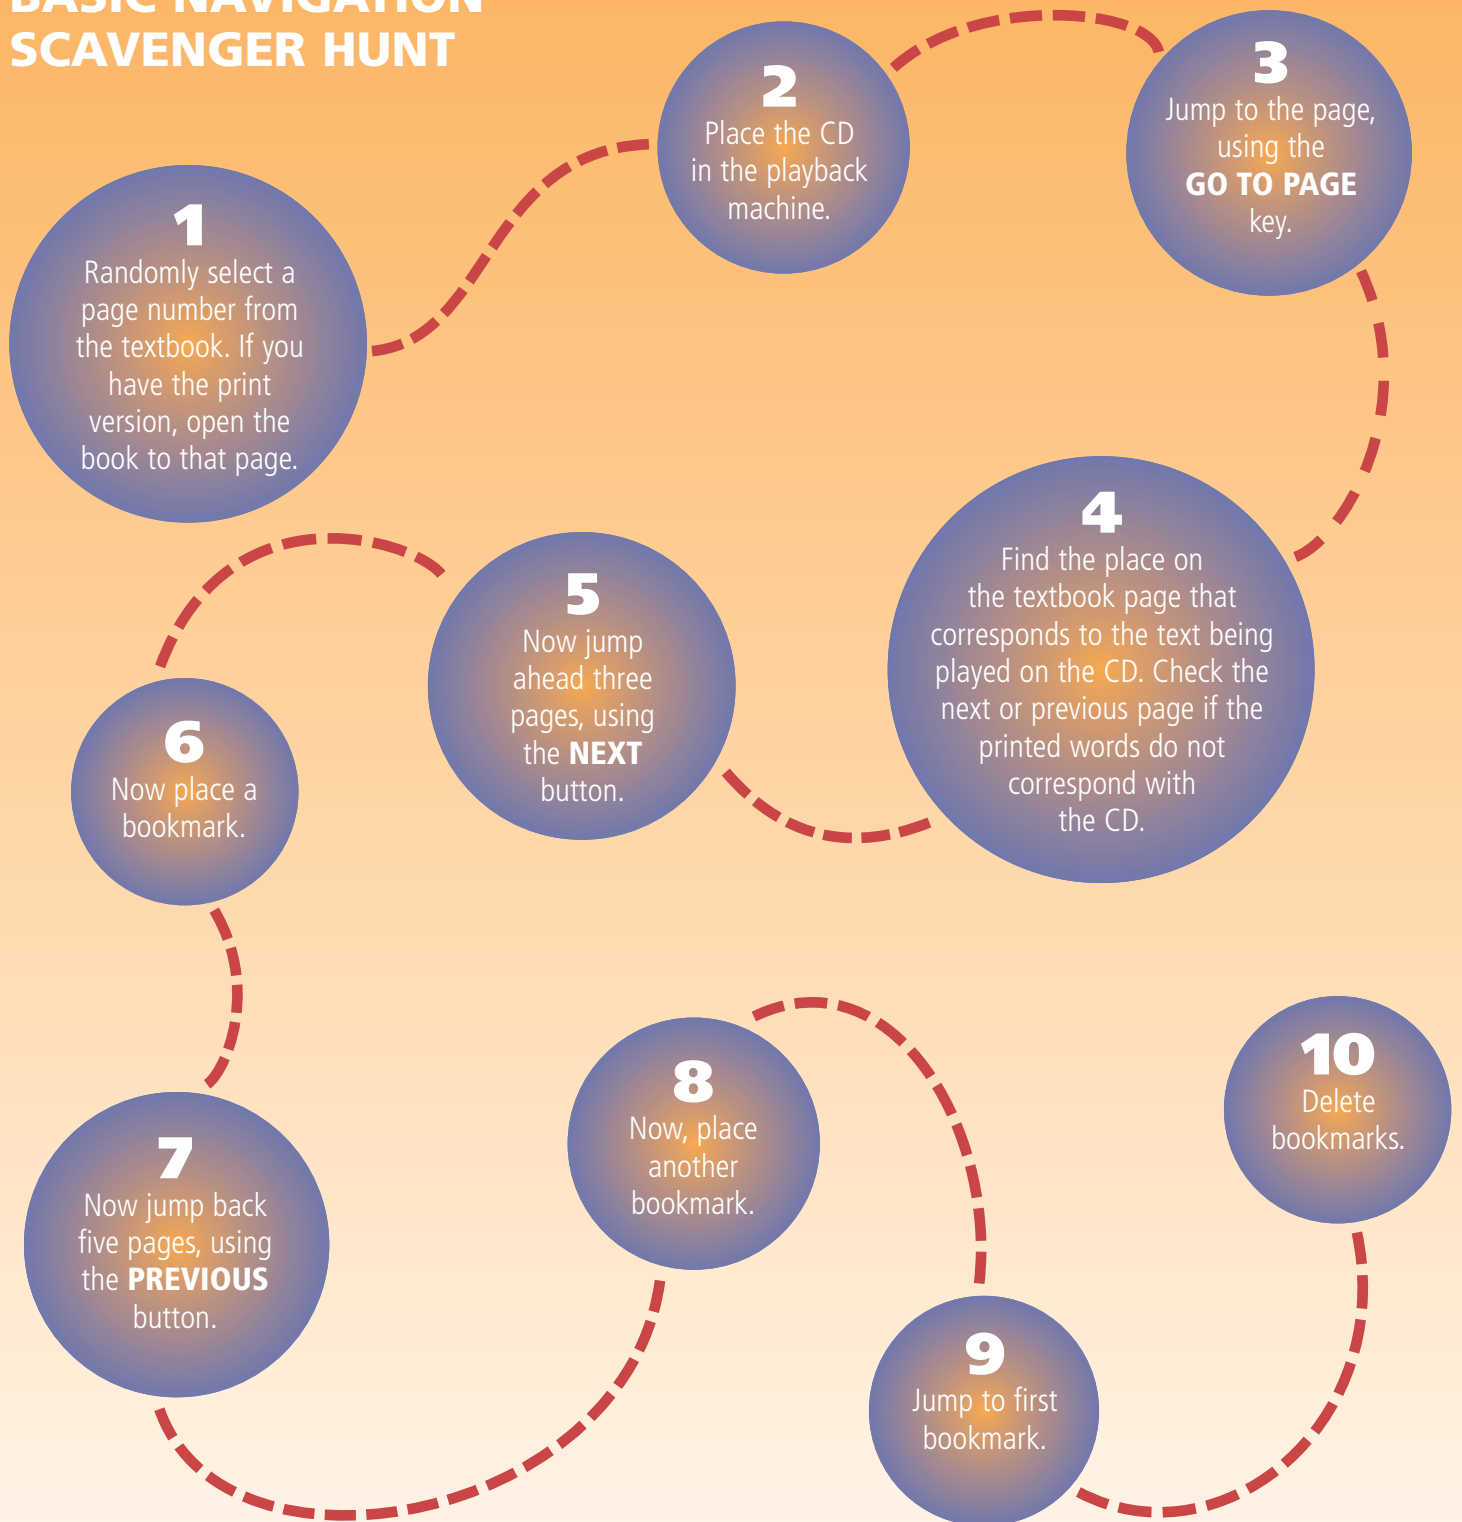 BASIC NAVIGATION
SCAVENGER HUNT
1
Randomly select a
page number from
the textbook. If you
have the print
version, open the
book to that page.
2
Place the CD
in the playback
machine.
3
Jump to the page,
using the
GO TO PAGE
key.
4
Find the place on
the textbook page that
corresponds to the text being
played on the CD. Check the
next or previous page if the
printed words do not
correspond with
the CD.
5
Now jump
ahead three
pages, using
the NEXT
button.
6
Now place a
bookmark.
7
Now jump back
five pages, using
the PREVIOUS
button.
8
Now, place
another
bookmark.
9
Jump to first
bookmark.
10
Delete
bookmarks.